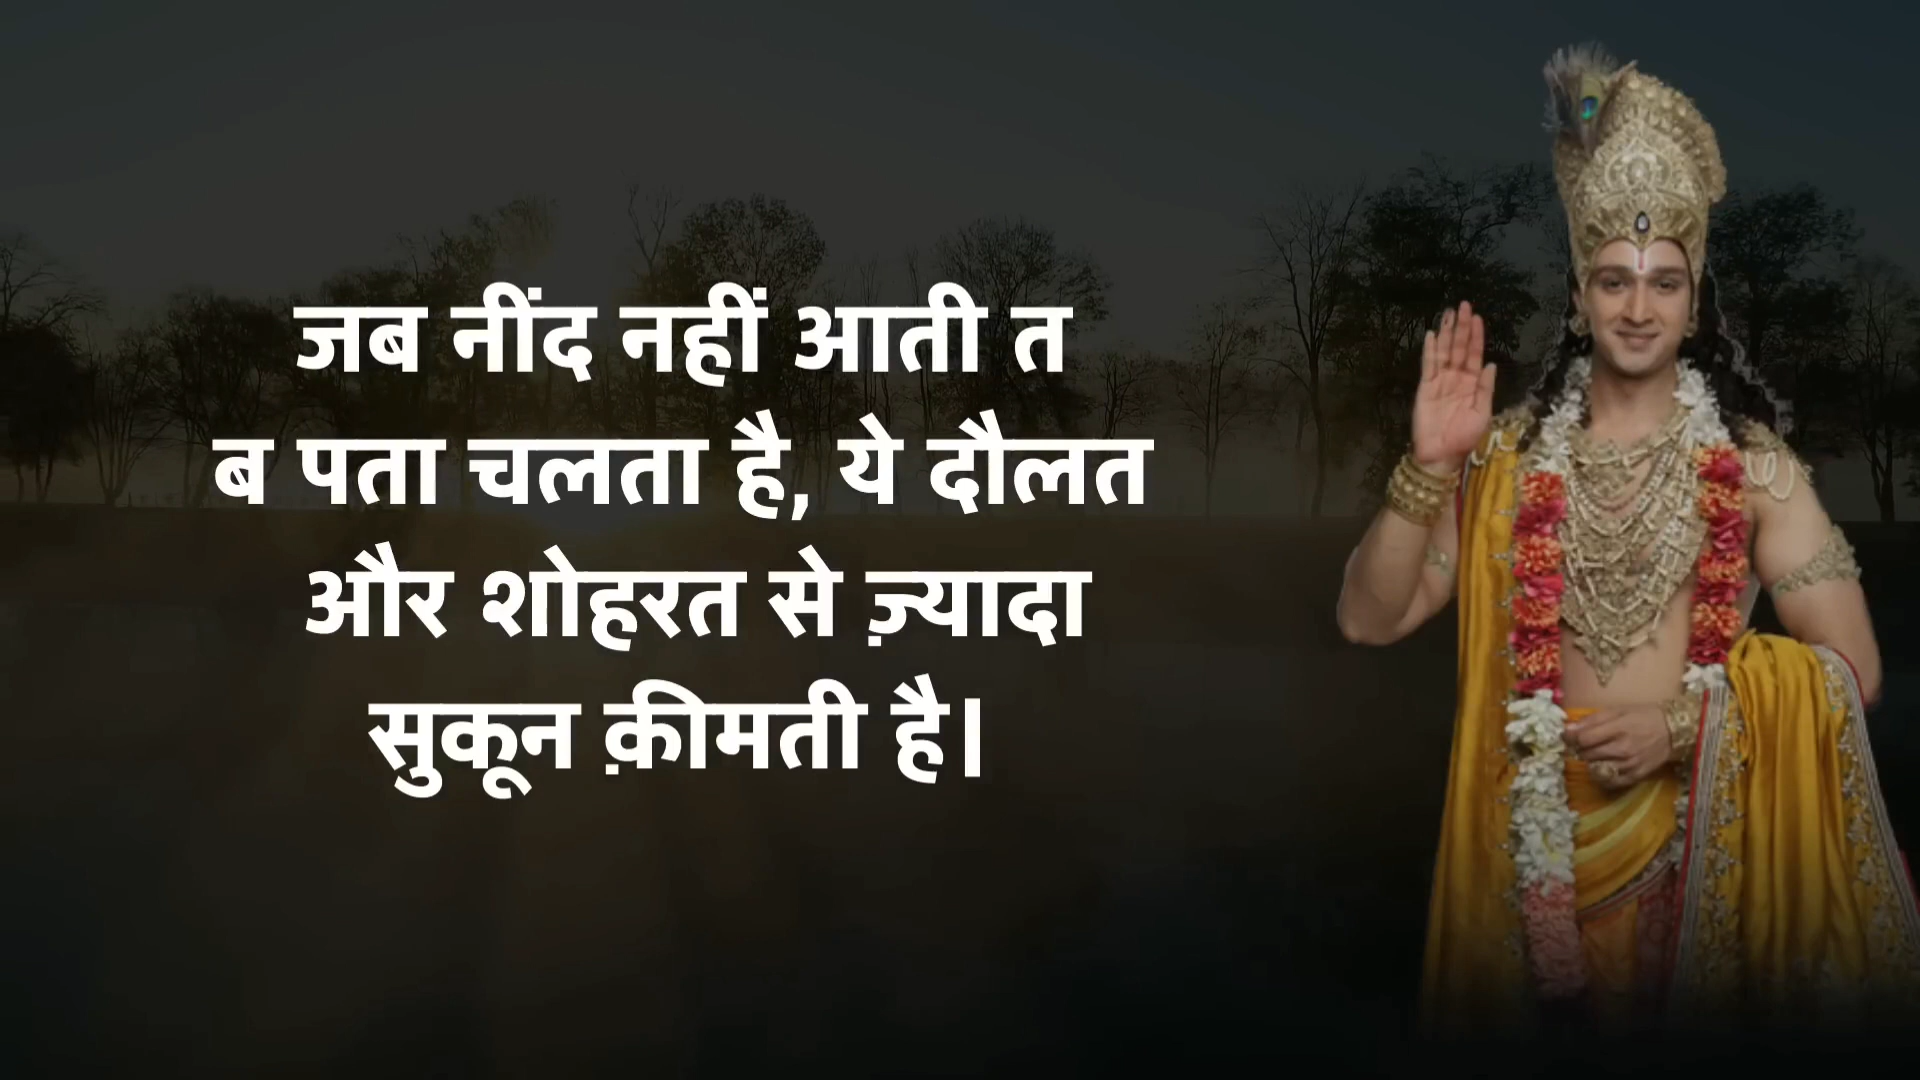 जब नींद नहीं आती त
ब पता चलता है, ये दौलत
और शोहरत से ज़्यादा
सुकून क़ीमती है।